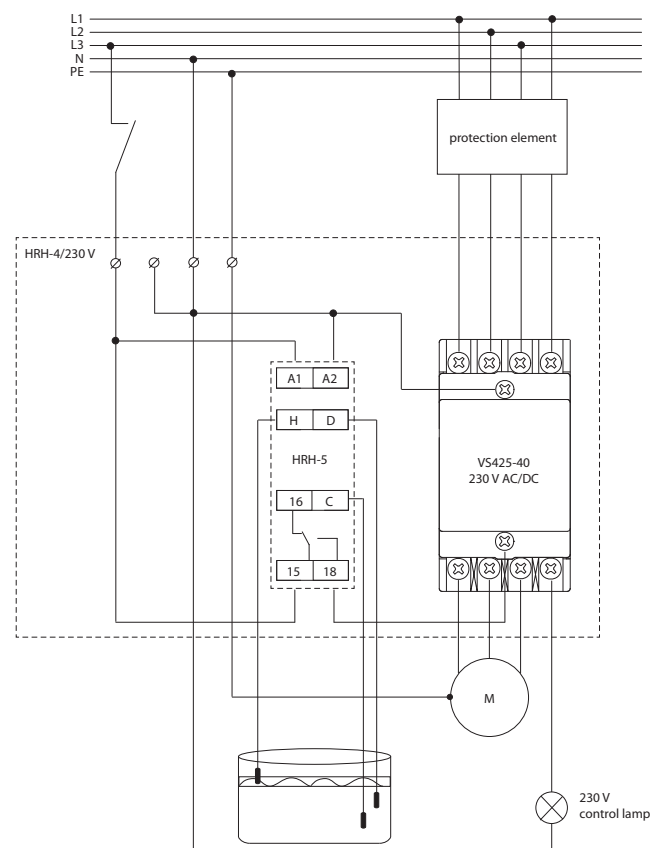 L1
L2
L3
N
PE
protection element
HRH-4/230 V
A1 A2
H D
HRH-5
16 C
15 18
VS425-40
230 V AC/DC
M
230 V
control lamp